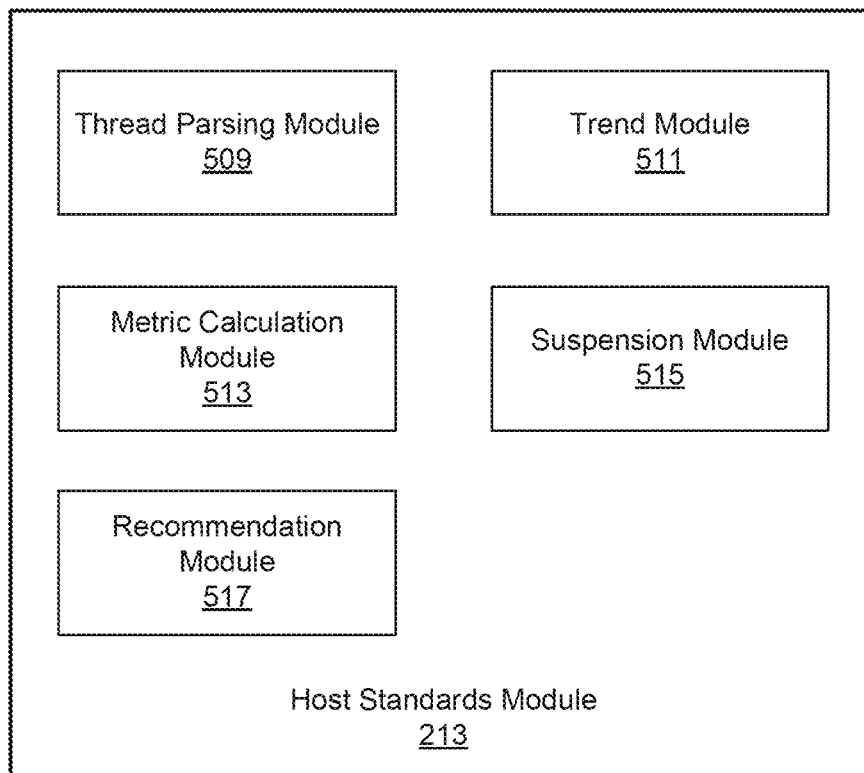 Thread Parsing Module
509
Trend Module
511
Metric Calculation
Module
513
Suspension Module
515
Recommendation
Module
517
Host Standards Module
213